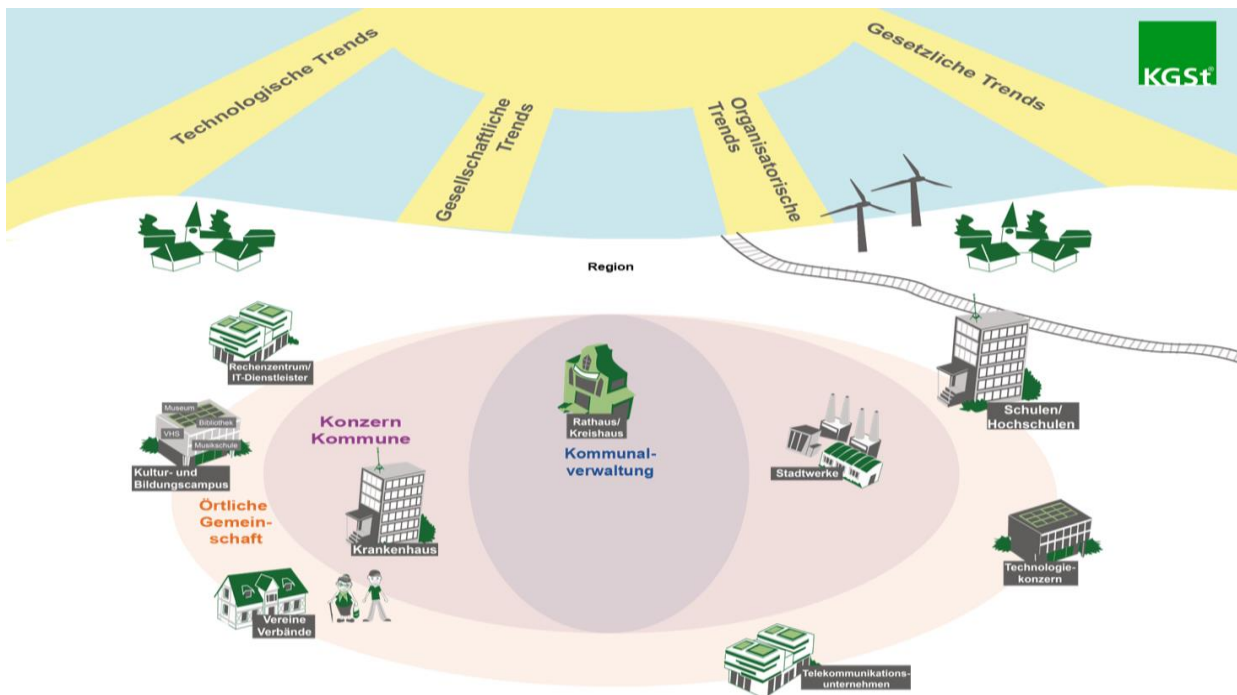 Technologische Trends
Gesellschaftliche
Trends
Organisatorische
Trends
Gesetzliche Trends
KGSt®
Region
Rechenzentrum/
IT-Dienstleister
Museum
Bibliothek
VHS
Musikschule
Kultur- und
Bildungscampus
Konzern
Kommune
Rathaus/
Kreishaus
Kommunal-
verwaltung
Stadtwerke
Schulen/
Hochschulen
Örtliche
Gemein-
schaft
Krankenhaus
Technologie-
konzern
Vereine
Verbände
Telekommunikations-
unternehmen